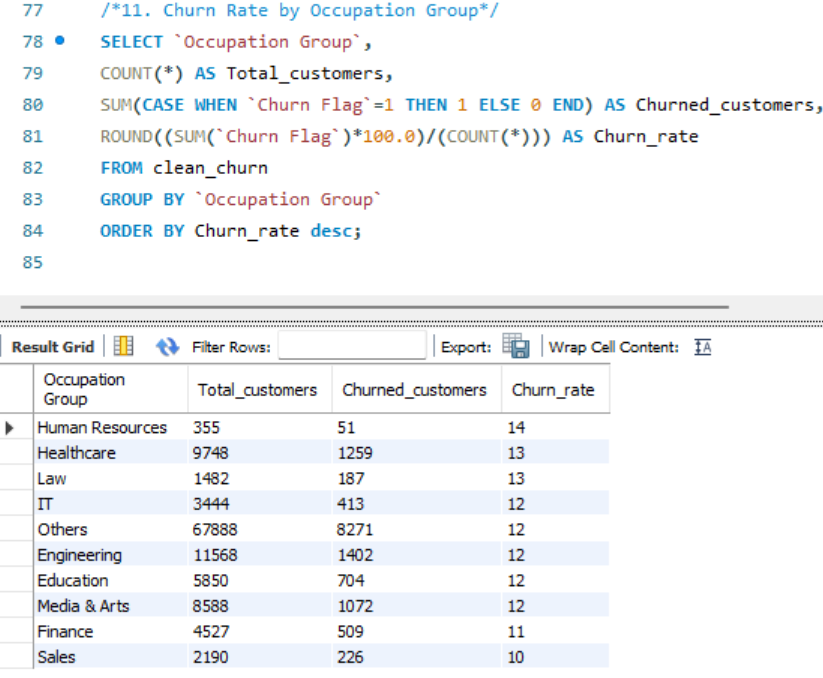 77 /*11. Churn Rate by Occupation Group*/
78 SELECT `Occupation Group`,
79 COUNT(*) AS Total_customers,
80 SUM(CASE WHEN `Churn Flag`=1 THEN 1 ELSE 0 END) AS Churned_customers,
81 ROUND((SUM(`Churn Flag`)*100.0)/(COUNT(*))) AS Churn_rate
82 FROM clean_churn
83 GROUP BY `Occupation Group`
84 ORDER BY Churn_rate desc;
85
Result Grid Filter Rows: Export: Wrap Cell Content: IA
Occupation
Group Total_customers Churned_customers Churn_rate
Human Resources 355 51 14
Healthcare 9748 1259 13
Law 1482 187 13
IT 3444 413 12
Others 67888 8271 12
Engineering 11568 1402 12
Education 5850 704 12
Media & Arts 8588 1072 12
Finance 4527 509 11
Sales 2190 226 10